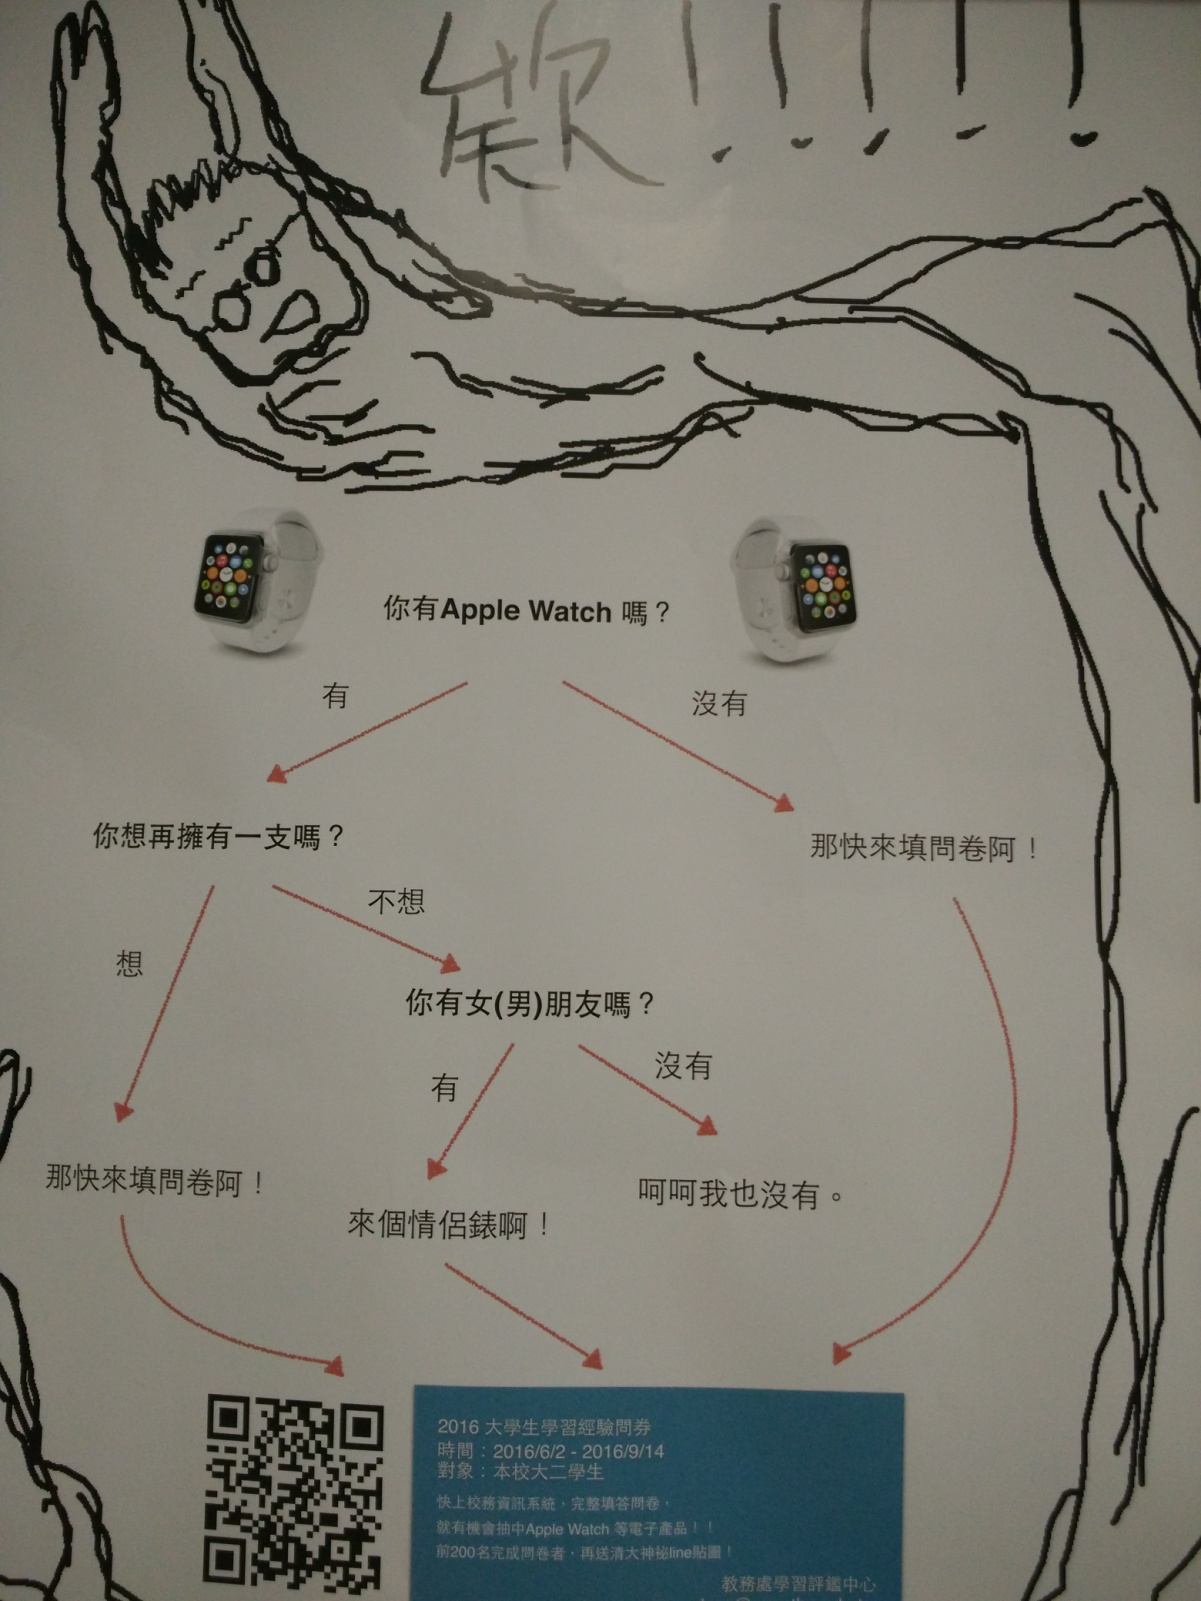 欸！！！！！
你有Apple Watch 嗎？
有
沒有
你想再擁有一支嗎？
那快來填問卷阿！
不想
想
你有女(男)朋友嗎？
有
沒有
那快來填問卷阿！
呵呵我也沒有。
來個情侶錶啊！
2016 大學生學習經驗問券
時間：2016/6/2 - 2016/9/14
對象：本校大二學生
快上校務資訊系統，完整填答問卷，
就有機會抽中Apple Watch 等電子產品！！
前200名完成問卷者，再送清大神祕line貼圖！
教務處學習評鑑中心